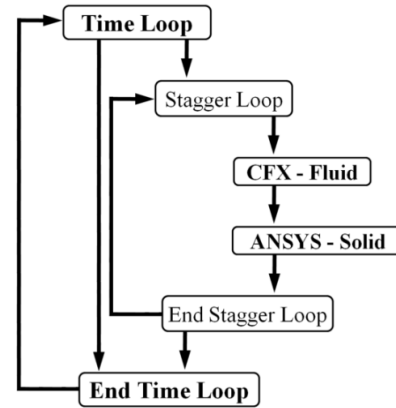 Time Loop
Stagger Loop
CFX - Fluid
ANSYS - Solid
End Stagger Loop
End Time Loop